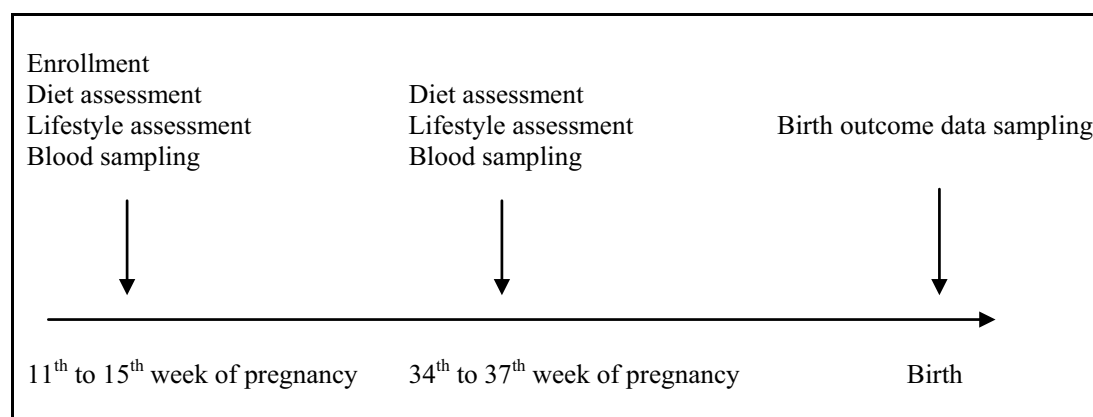 Enrollment
Diet assessment
Lifestyle assessment
Blood sampling
Diet assessment
Lifestyle assessment
Blood sampling
Birth outcome data sampling
11th to 15th week of pregnancy
34th to 37th week of pregnancy
Birth